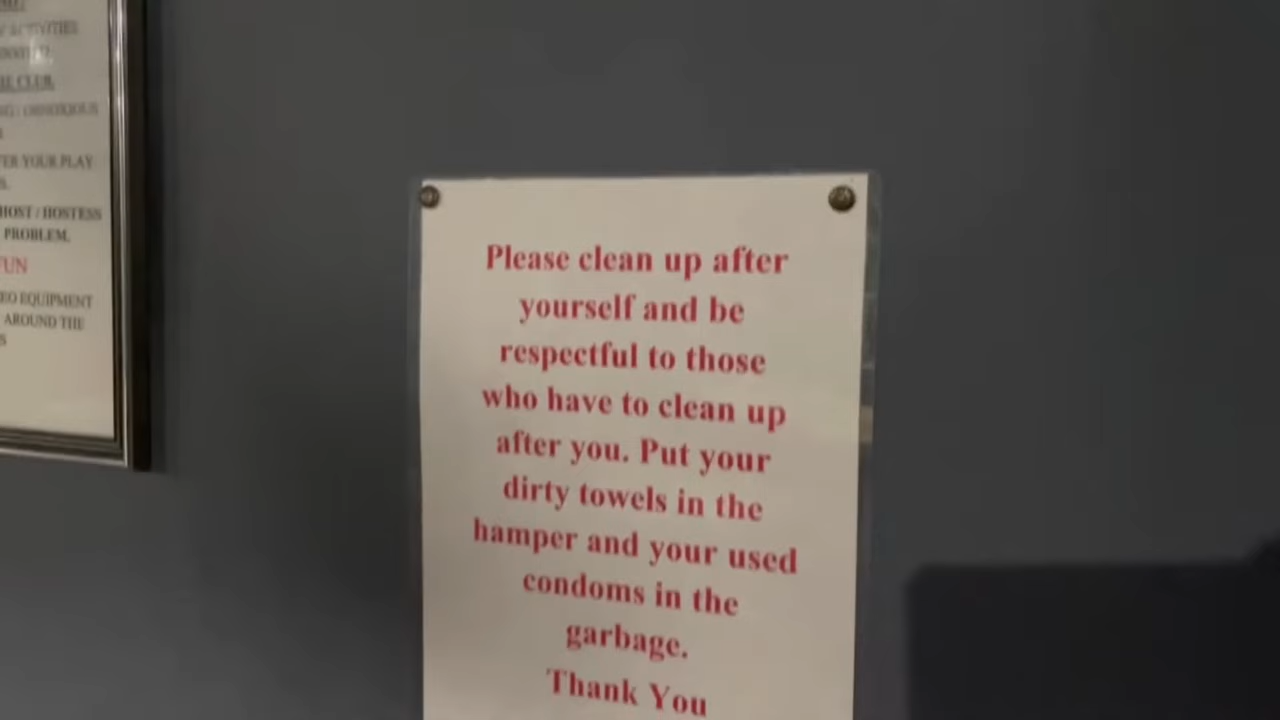 ACTIVITIES
CLUB.
OBNOXIOUS
YOUR PLAY
HOST / HOSTESS
PROBLEM.
EQUIPMENT
AROUND THE
Please clean up after
yourself and be
respectful to those
who have to clean up
after you. Put your
dirty towels in the
hamper and your used
condoms in the
garbage.
Thank You